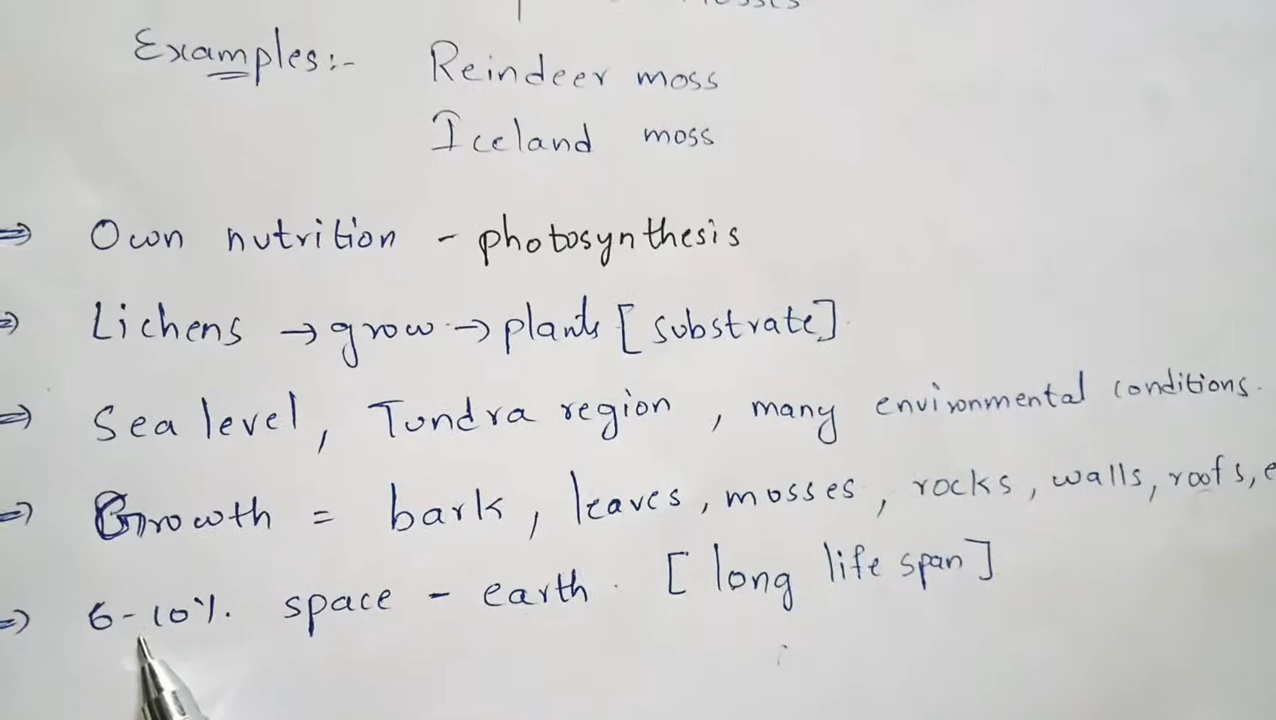 Examples:-    Reindeer moss
Iceland moss
⇒ Own nutrition - photosynthesis
⇒ Lichens → grow → plants [substrate]
⇒ Sea level, Tundra region, many environmental conditions.
⇒ Growth = bark, leaves, mosses, rocks, walls, roofs,
⇒ 6-10% space - earth. [long life span]